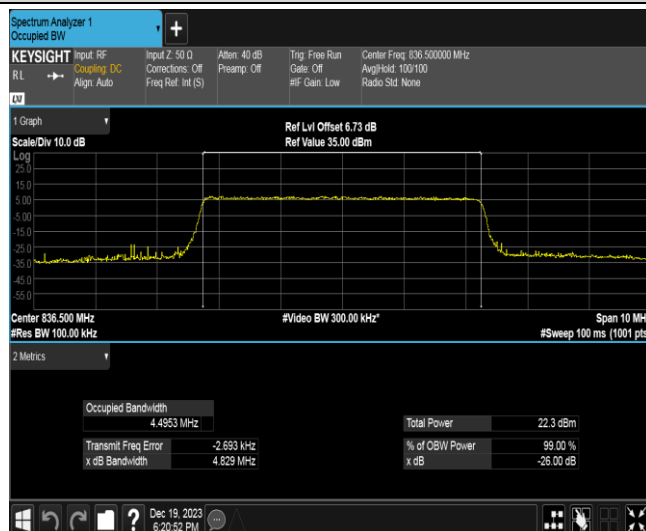 Spectrum Analyzer 1
Occupied BW
+
KEYSIGHT Input: RF Input Z: 50 Ω Atten: 40 dB Trig: Free Run Center Freq: 836.500000 MHz
RL Coupling: DC Corrections: Off Preamp: Off Gate: Off Avg|Hold: 100/100
Align: Auto Freq Ref: Int (S) #IF Gain: Low Radio Std: None
LXI
1 Graph Ref Lvl Offset 6.73 dB
Scale/Div 10.0 dB Ref Value 35.00 dBm
Log
25.0
15.0
5.00
-5.00
-15.0
-25.0
-35.0
-45.0
-55.0
Center 836.500 MHz #Video BW 300.00 kHz* Span 10 MH
#Res BW 100.00 kHz #Sweep 100 ms (1001 pts
2 Metrics
Occupied Bandwidth
4.4953 MHz Total Power 22.3 dBm
Transmit Freq Error -2.693 kHz % of OBW Power 99.00 %
x dB Bandwidth 4.829 MHz x dB -26.00 dB
? Dec 19, 2023
6:20:52 PM